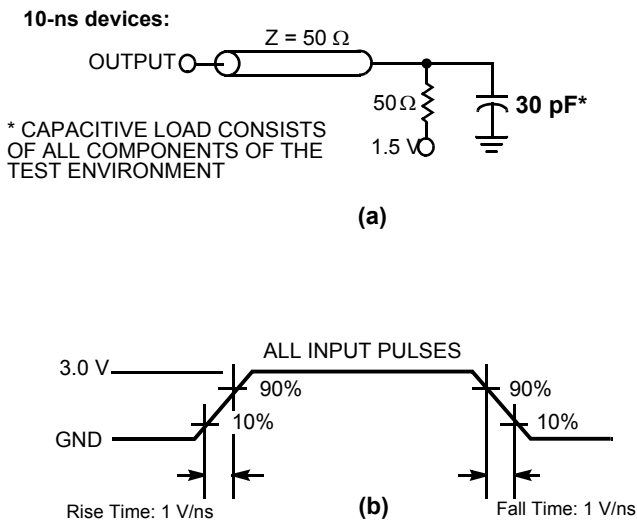 10-ns devices:
Z = 50 Ω
OUTPUT
50 Ω
30 pF*
* CAPACITIVE LOAD CONSISTS
OF ALL COMPONENTS OF THE
TEST ENVIRONMENT
1.5 V
(a)
ALL INPUT PULSES
3.0 V
90%
90%
10%
10%
GND
Rise Time: 1 V/ns
(b)
Fall Time: 1 V/ns